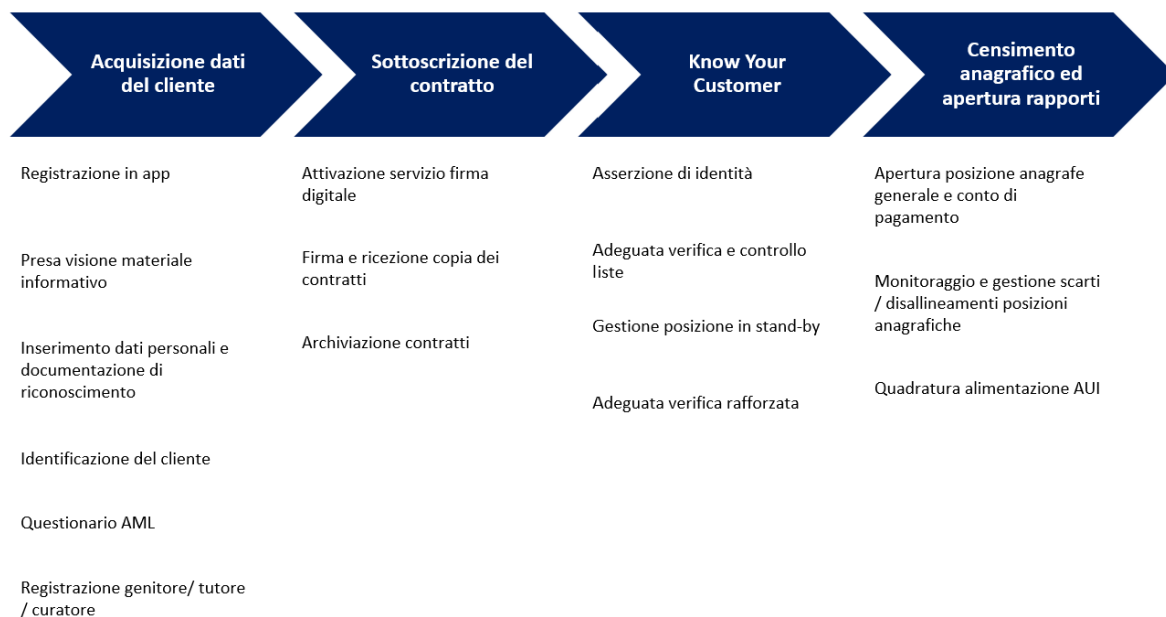 Acquisizione dati
del cliente
Sottoscrizione del
contratto
Know Your
Customer
Censimento
anagrafico ed
apertura rapporti
Registrazione in app
Presa visione materiale
informativo
Inserimento dati personali e
documentazione di
riconoscimento
Identificazione del cliente
Questionario AML
Registrazione genitore/ tutore
/ curatore
Attivazione servizio firma
digitale
Firma e ricezione copia dei
contratti
Archiviazione contratti
Asserzione di identità
Adeguata verifica e controllo
liste
Gestione posizione in stand-by
Adeguata verifica rafforzata
Apertura posizione anagrafe
generale e conto di
pagamento
Monitoraggio e gestione scarti
/ disallineamenti posizioni
anagrafiche
Quadratura alimentazione AUI